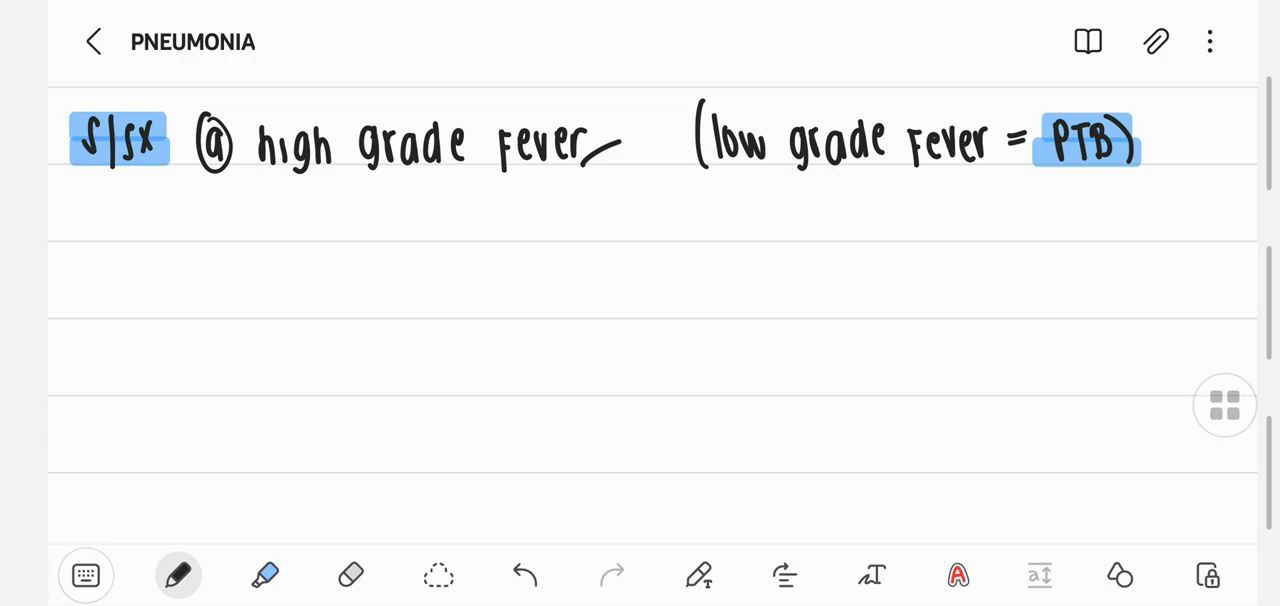 PNEUMONIA
S/Sx ⓐ high grade fever (low grade fever = PTB)